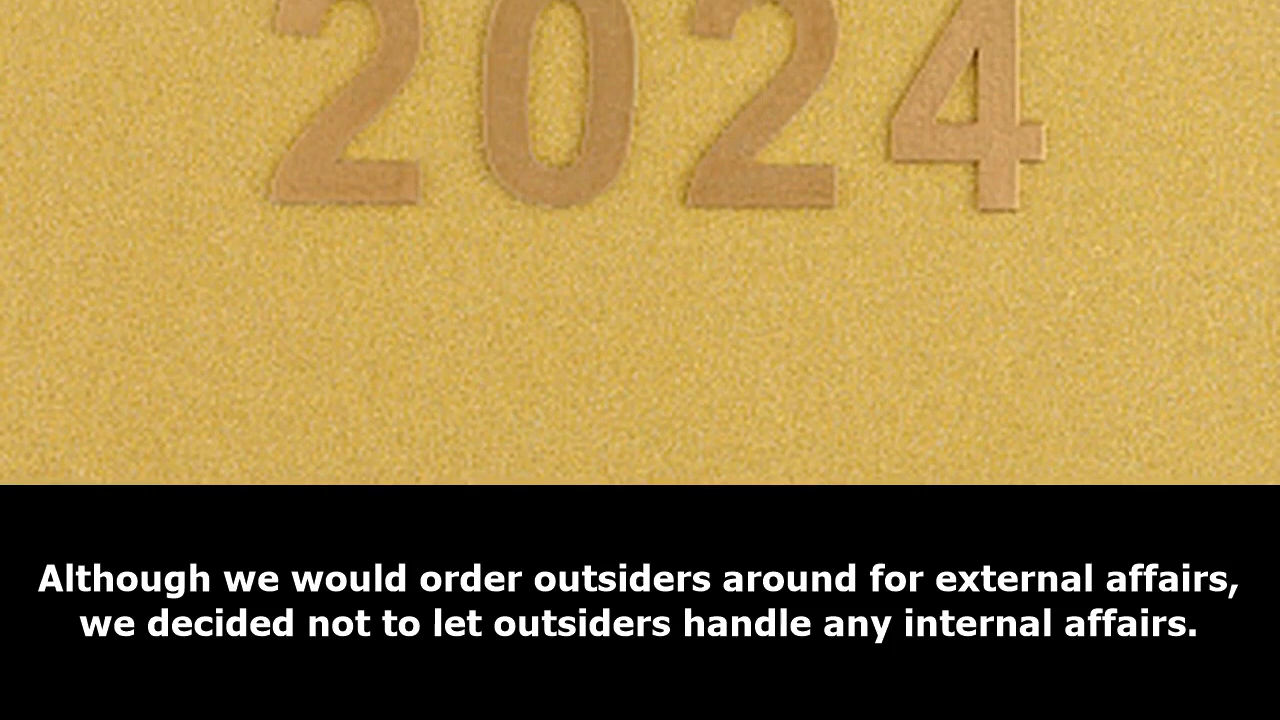 2024
Although we would order outsiders around for external affairs,
we decided not to let outsiders handle any internal affairs.